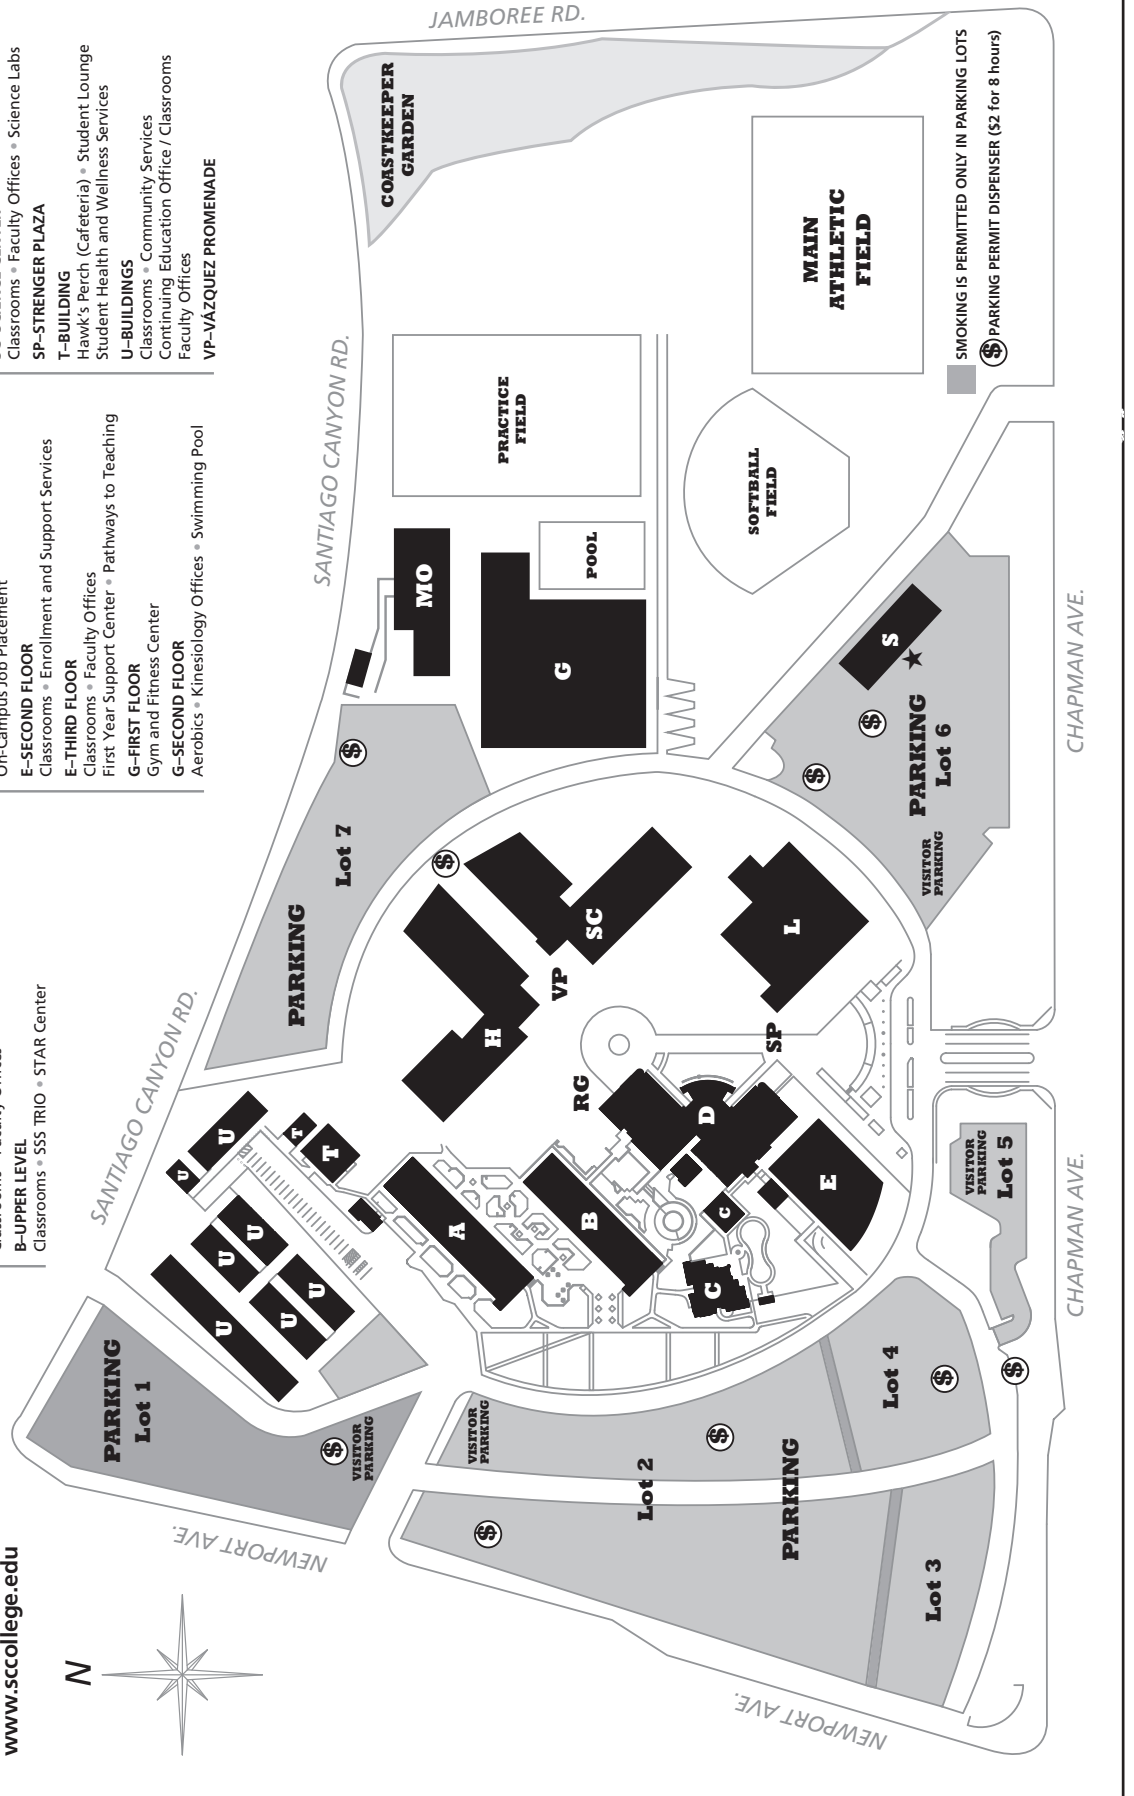 www.sccollege.edu
B–UPPER LEVEL
Classrooms • SSS TRIO • STAR Center
On-Campus Job Placement
E–SECOND FLOOR
Classrooms • Enrollment and Support Services
E–THIRD FLOOR
Classrooms • Faculty Offices
First Year Support Center • Pathways to Teaching
G–FIRST FLOOR
Gym and Fitness Center
G–SECOND FLOOR
Aerobics • Kinesiology Offices • Swimming Pool
Classrooms • Faculty Offices • Science Labs
SP–STRENGER PLAZA
T–BUILDING
Hawk's Perch (Cafeteria) • Student Lounge
Student Health and Wellness Services
U–BUILDINGS
Classrooms • Community Services
Continuing Education Office / Classrooms
Faculty Offices
VP–VÁZQUEZ PROMENADE
N
NEWPORT AVE.
NEWPORT AVE.
SANTIAGO CANYON RD.
SANTIAGO CANYON RD.
JAMBOREE RD.
CHAPMAN AVE.
CHAPMAN AVE.
PARKING
Lot 1
VISITOR
PARKING
$
U
U
U
U
U
U
U
T
T
PARKING
Lot 7
$
$
MO
G
POOL
PRACTICE
FIELD
COASTKEEPER
GARDEN
MAIN
ATHLETIC
FIELD
SOFTBALL
FIELD
H
VP
SC
L
SP
RG
A
B
C
C
D
E
S
PARKING
Lot 6
VISITOR
PARKING
$
$
VISITOR
PARKING
Lot 2
PARKING
$
$
Lot 3
Lot 4
$
$
VISITOR
PARKING
Lot 5
SMOKING IS PERMITTED ONLY IN PARKING LOTS
$ PARKING PERMIT DISPENSER ($2 for 8 hours)